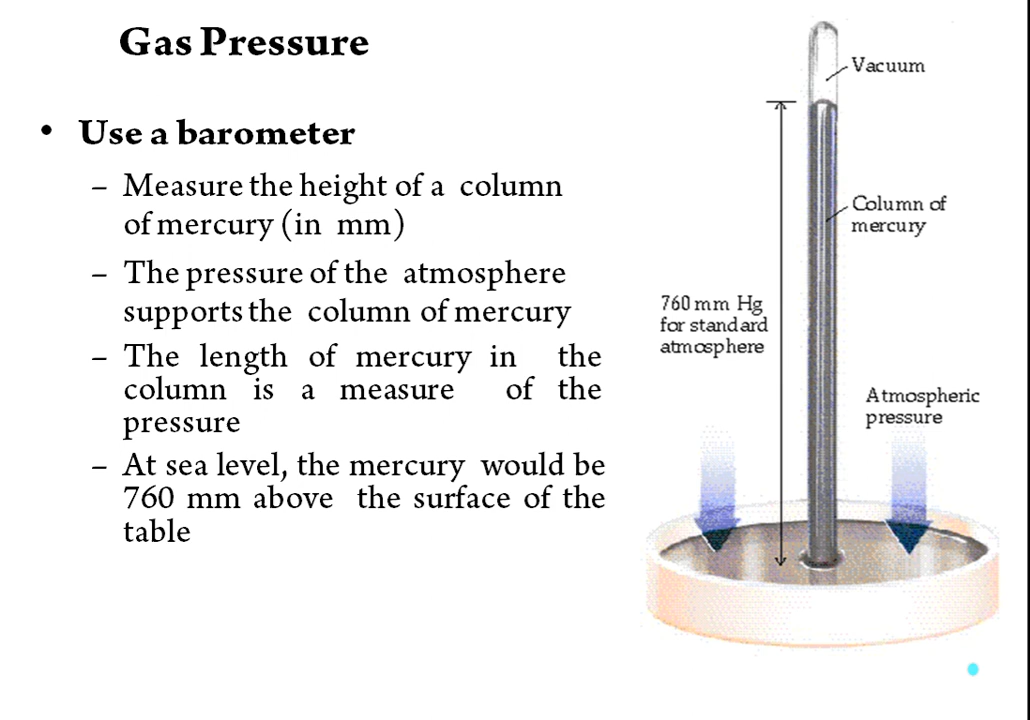 Gas Pressure
• Use a barometer
– Measure the height of a column
of mercury (in mm)
– The pressure of the atmosphere
supports the column of mercury
– The length of mercury in the
column is a measure of the
pressure
– At sea level, the mercury would be
760 mm above the surface of the
table
Vacuum
Column of
mercury
760 mm Hg
for standard
atmosphere
Atmospheric
pressure